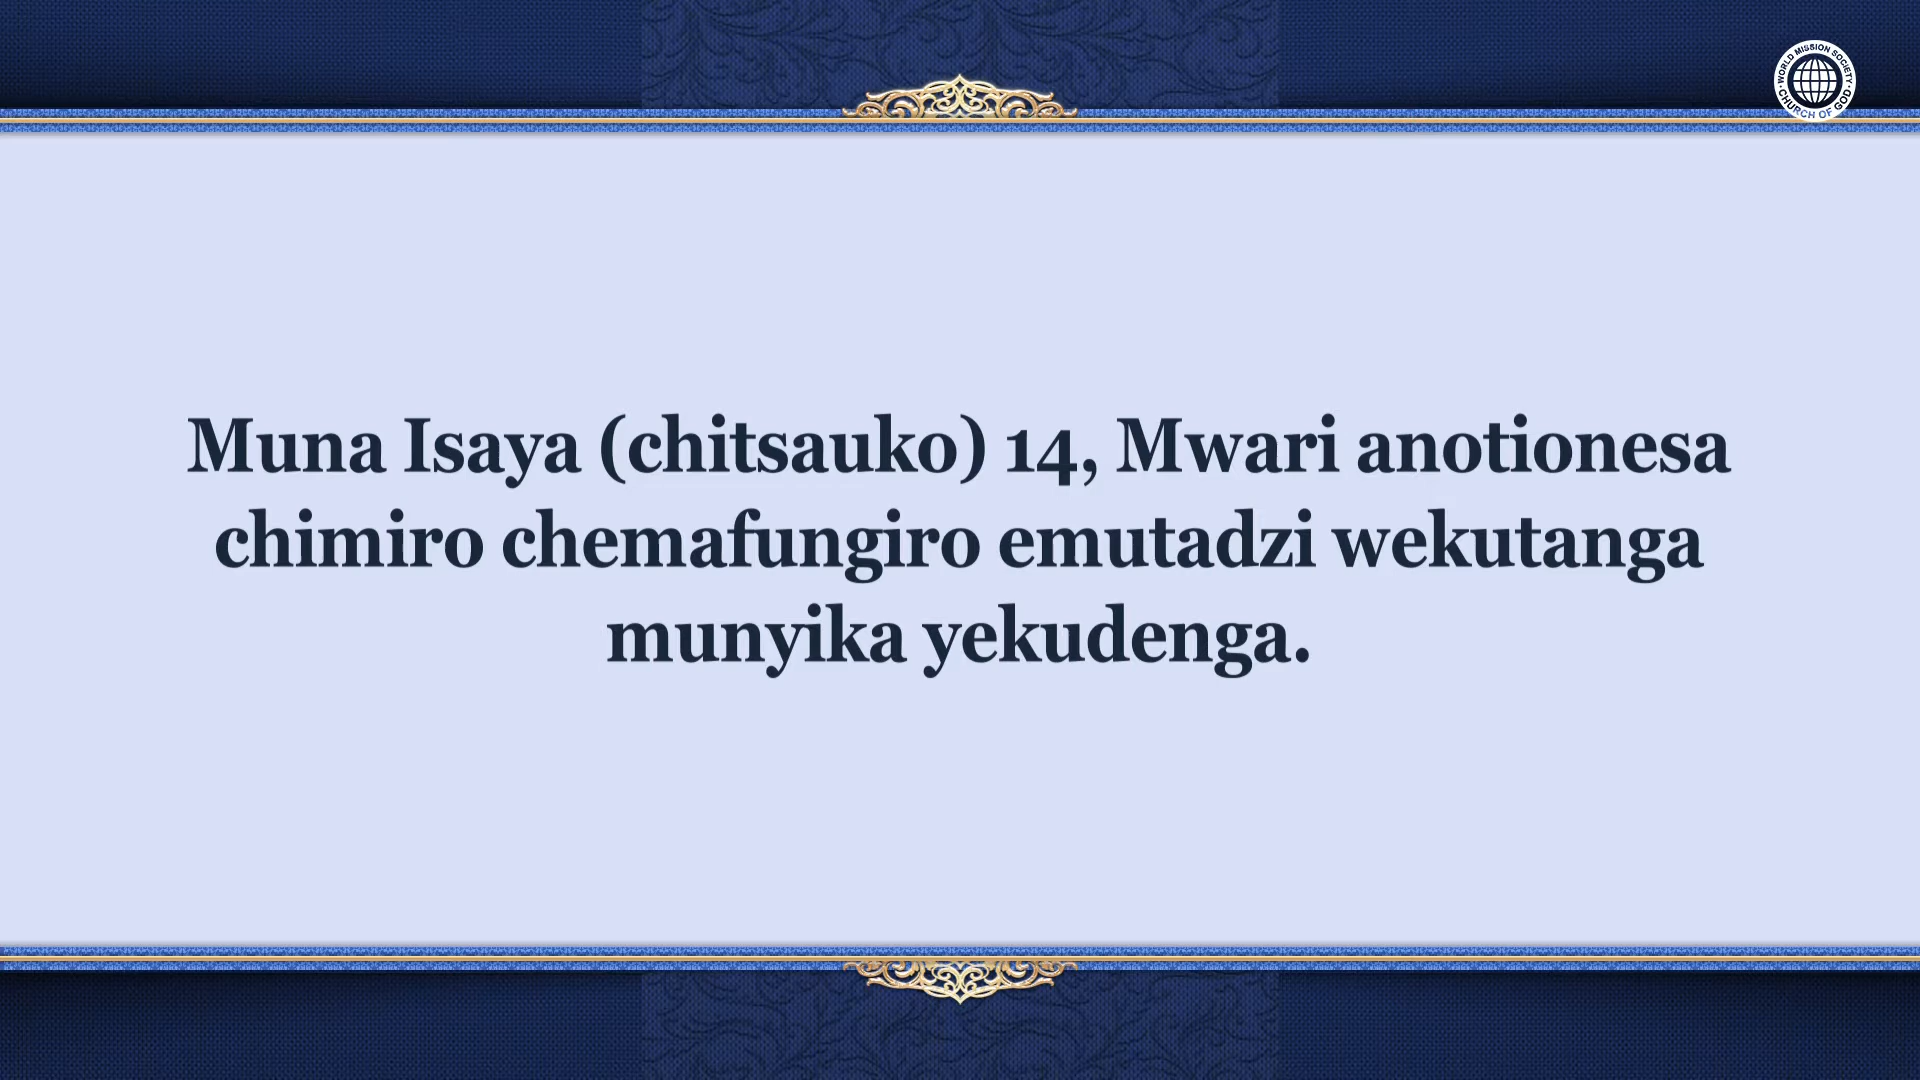 WORLD MISSION SOCIETY
CHURCH OF GOD
Muna Isaya (chitsauko) 14, Mwari anotionesa
chimiro chemafungiro emutadzi wekutanga
munyika yekudenga.